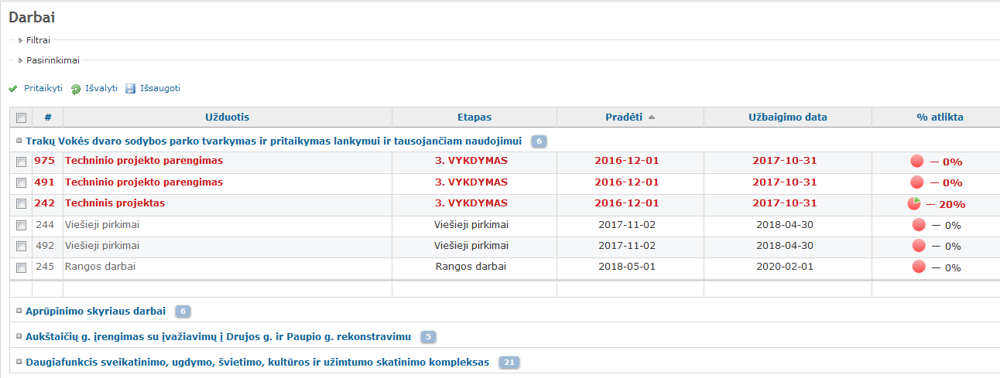 Darbai
Filtrai
Pasirinkimai
Pritaikyti Išvalyti Išsaugoti
# Užduotis Etapas Pradėti Užbaigimo data % atlikta
Trakų Vokės dvaro sodybos parko tvarkymas ir pritaikymas lankymui ir tausojančiam naudojimui 6
975 Techninio projekto parengimas 3. VYKDYMAS 2016-12-01 2017-10-31 — 0%
491 Techninio projekto parengimas 3. VYKDYMAS 2016-12-01 2017-10-31 — 0%
242 Techninis projektas 3. VYKDYMAS 2016-12-01 2017-10-31 — 20%
244 Viešieji pirkimai Viešieji pirkimai 2017-11-02 2018-04-30 — 0%
492 Viešieji pirkimai Viešieji pirkimai 2017-11-02 2018-04-30 — 0%
245 Rangos darbai Rangos darbai 2018-05-01 2020-02-01 — 0%
Aprūpinimo skyriaus darbai 6
Aukštaičių g. įrengimas su įvažiavimų į Drujos g. ir Paupio g. rekonstravimu 5
Daugiafunkcis sveikatinimo, ugdymo, švietimo, kultūros ir užimtumo skatinimo kompleksas 21